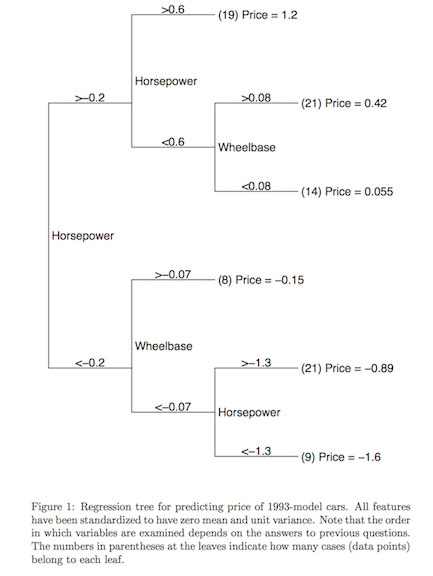 >0.6
(19) Price = 1.2
Horsepower
>−0.2
>0.08
(21) Price = 0.42
<0.6
Wheelbase
<0.08
(14) Price = 0.055
Horsepower
>−0.07
(8) Price = −0.15
Wheelbase
<−0.2
>−1.3
(21) Price = −0.89
<−0.07
Horsepower
<−1.3
(9) Price = −1.6
Figure 1: Regression tree for predicting price of 1993-model cars. All features
have been standardized to have zero mean and unit variance. Note that the order
in which variables are examined depends on the answers to previous questions.
The numbers in parentheses at the leaves indicate how many cases (data points)
belong to each leaf.